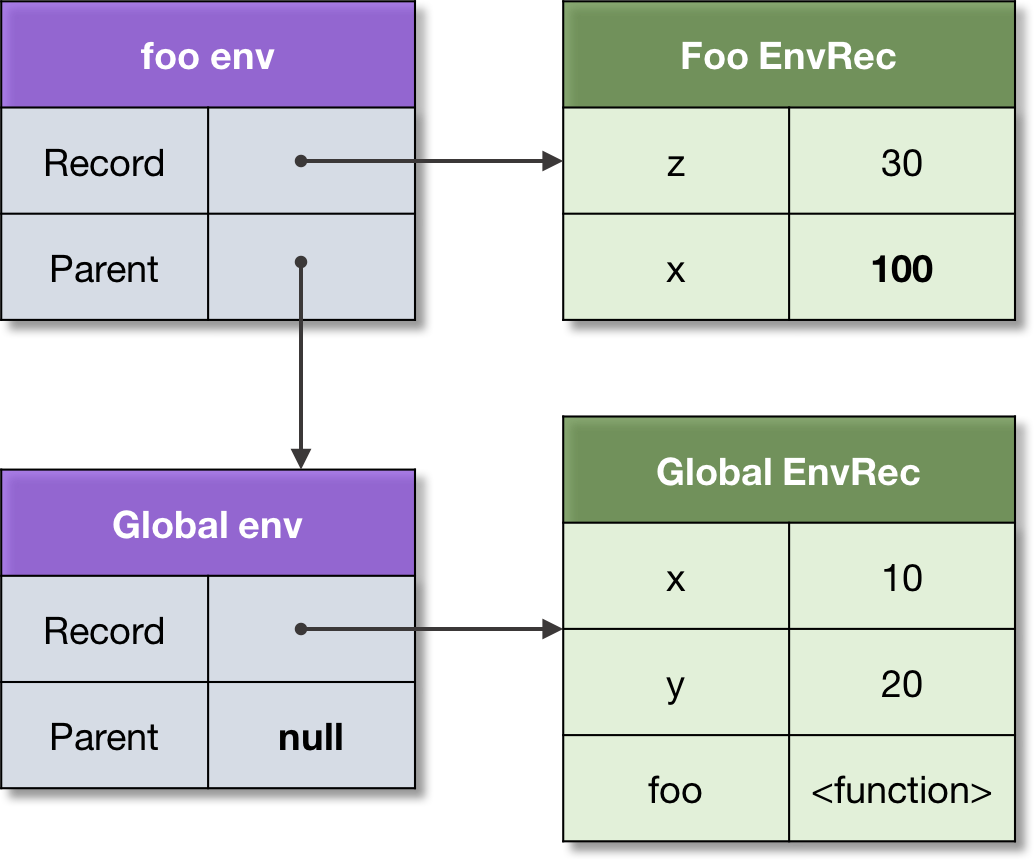 foo env
Record
Parent
Foo EnvRec
z 30
x 100
Global env
Record
Parent null
Global EnvRec
x 10
y 20
foo <function>